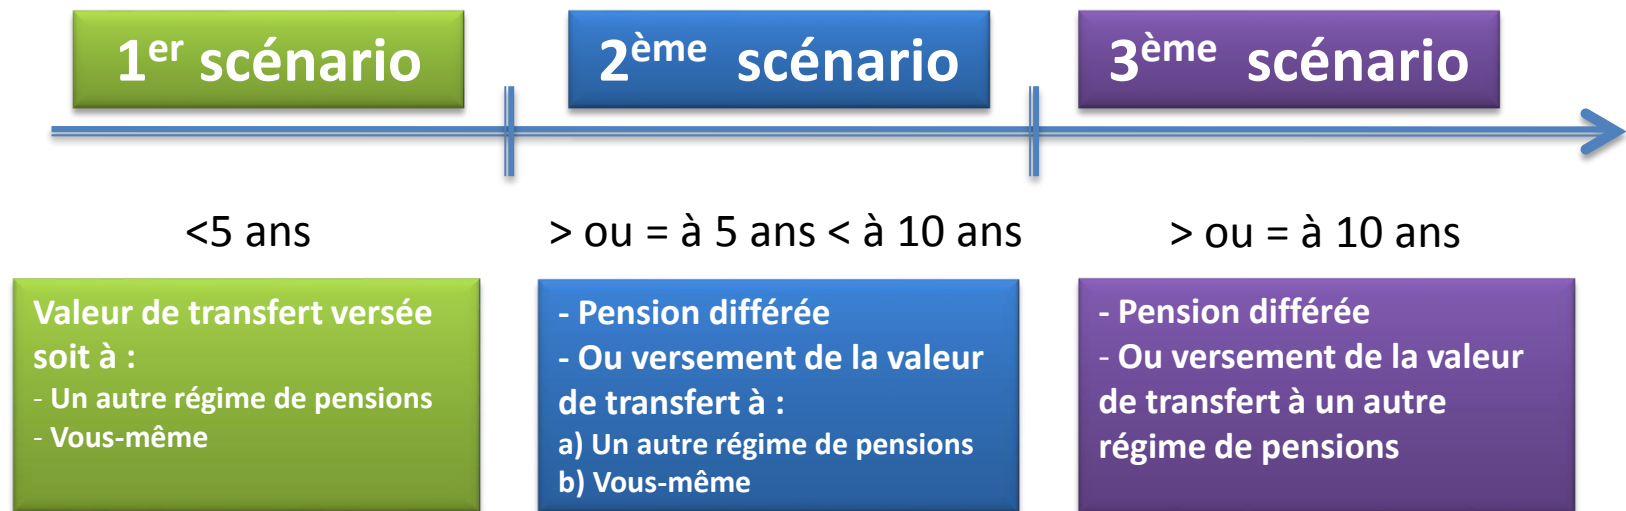 1er scénario
2ème scénario
3ème scénario
<5 ans
> ou = à 5 ans < à 10 ans
> ou = à 10 ans
Valeur de transfert versée
soit à :
- Un autre régime de pensions
- Vous-même
- Pension différée
- Ou versement de la valeur
de transfert à :
a) Un autre régime de pensions
b) Vous-même
- Pension différée
- Ou versement de la valeur
de transfert à un autre
régime de pensions